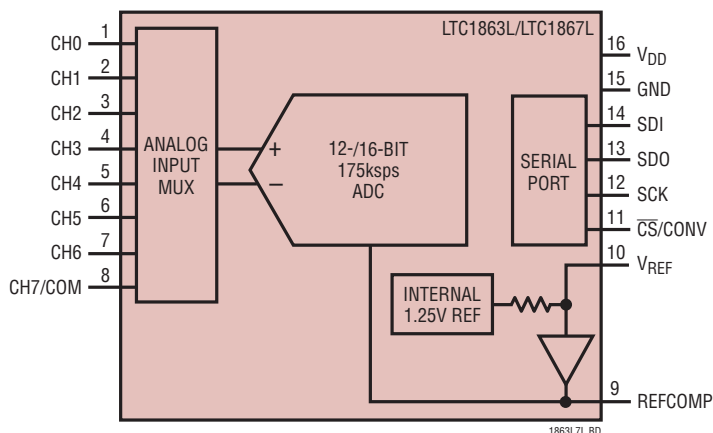 LTC1863L/LTC1867L
CH0 1
CH1 2
CH2 3
CH3 4
CH4 5
CH5 6
CH6 7
CH7/COM 8
ANALOG
INPUT
MUX
+
–
12-/16-BIT
175ksps
ADC
SERIAL
PORT
INTERNAL
1.25V REF
16 VDD
15 GND
14 SDI
13 SDO
12 SCK
11 C̅S̅/CONV
10 VREF
9 REFCOMP
1863L7L BD